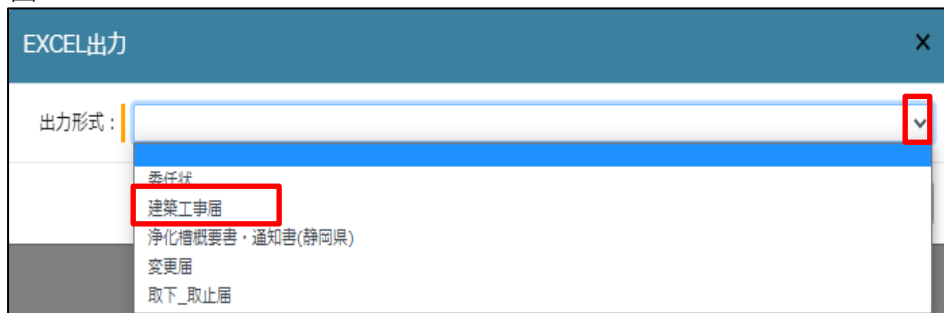 EXCEL出力 ×
出力形式：
委任状
建築工事届
浄化槽概要書・通知書(静岡県)
変更届
取下_取止届